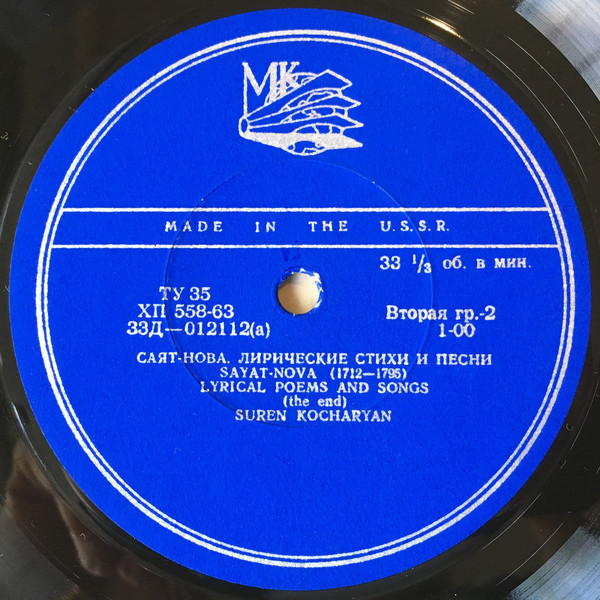 МК
MADE IN THE U.S.S.R.
33 1/3 об. в мин.
ТУ 35
ХП 558-63
33Д—012112(а)
Вторая гр.-2
1-00
САЯТ-НОВА. ЛИРИЧЕСКИЕ СТИХИ И ПЕСНИ
SAYAT-NOVA (1712—1795)
LYRICAL POEMS AND SONGS
(the end)
SUREN KOCHARYAN